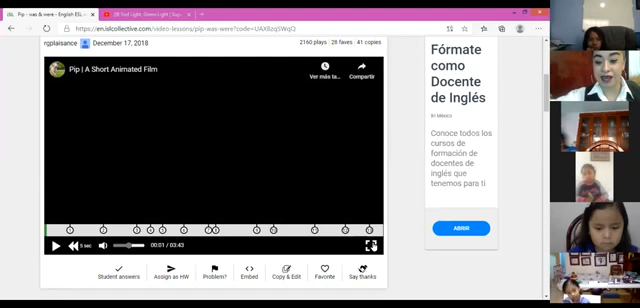 iSL Pip - was & were - English ESL
Red Light, Green Light | Sup
https://en.islcollective.com/video-lessons/pip-was-were?code=UAX8zqSWqQ
rgplaisance December 17, 2018
2160 plays · 28 faves · 41 copies
Pip | A Short Animated Film
Ver más ta...
Compartir
5 sec
00:01 / 03:43
Student answers
Assign as HW
Problem?
Embed
Copy & Edit
Favorite
Say thanks
Fórmate
como
Docente
de Inglés
En México
Conoce todos los
cursos de
formación de
docentes de
inglés que
tenemos para ti
ABRIR